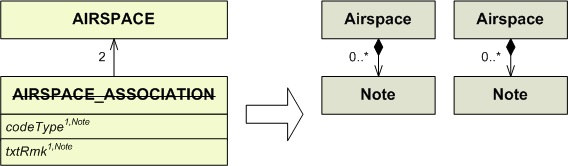 AIRSPACE
2
AIRSPACE_ASSOCIATION
codeType1,Note
txtRmk1,Note
Airspace
0..*
Note
Airspace
0..*
Note